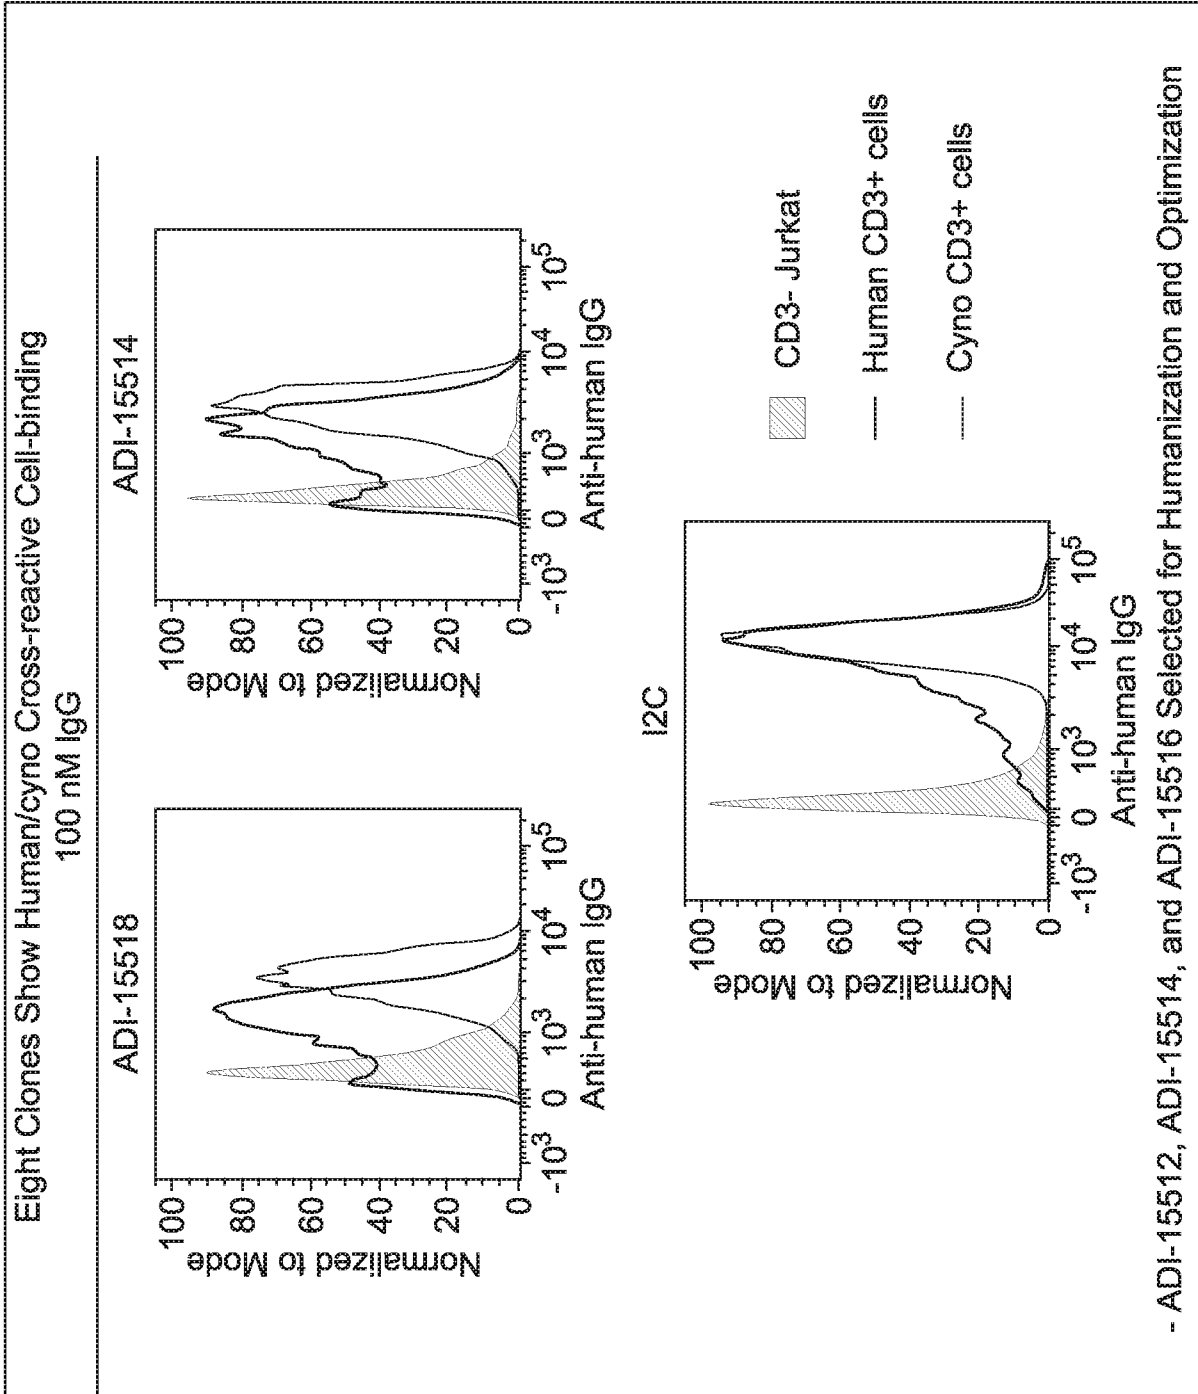 Eight Clones Show Human/cyno Cross-reactive Cell-binding
100 nM IgG
ADI-15518
Normalized to Mode
100
80
60
40
20
0
-10³ 0 10³ 10⁴ 10⁵
Anti-human IgG
ADI-15514
Normalized to Mode
100
80
60
40
20
0
-10³ 0 10³ 10⁴ 10⁵
Anti-human IgG
I2C
Normalized to Mode
100
80
60
40
20
0
-10³ 0 10³ 10⁴ 10⁵
Anti-human IgG
CD3- Jurkat
Human CD3+ cells
Cyno CD3+ cells
- ADI-15512, ADI-15514, and ADI-15516 Selected for Humanization and Optimization